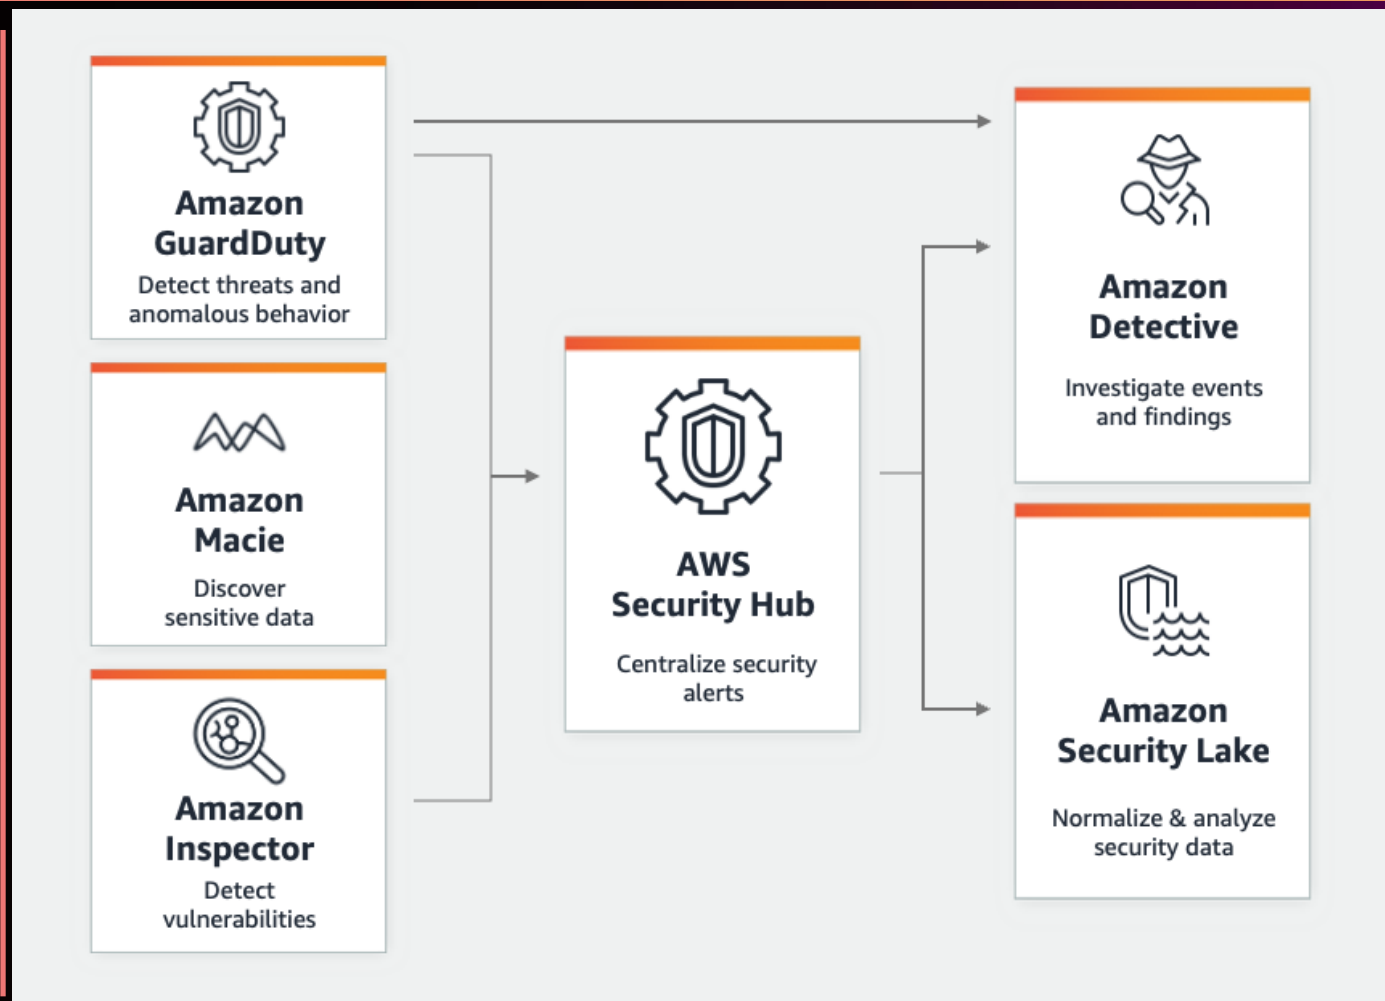 Amazon
GuardDuty
Detect threats and
anomalous behavior
Amazon
Macie
Discover
sensitive data
Amazon
Inspector
Detect
vulnerabilities
AWS
Security Hub
Centralize security
alerts
Amazon
Detective
Investigate events
and findings
Amazon
Security Lake
Normalize & analyze
security data